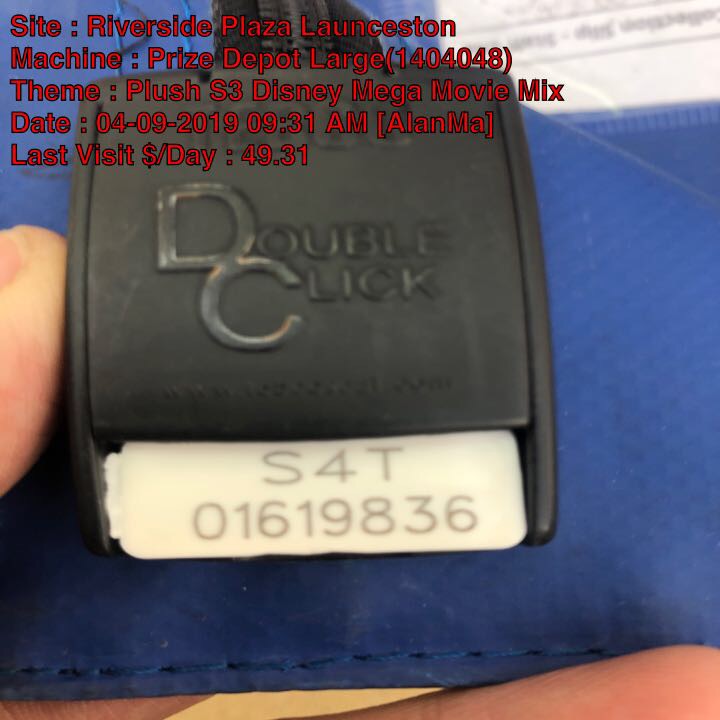 Site : Riverside Plaza Launceston
Machine : Prize Depot Large(1404048)
Theme : Plush S3 Disney Mega Movie Mix
Date : 04-09-2019 09:31 AM [AlanMa]
Last Visit $/Day : 49.31
DOUBLE
CLICK
S4T
01619836